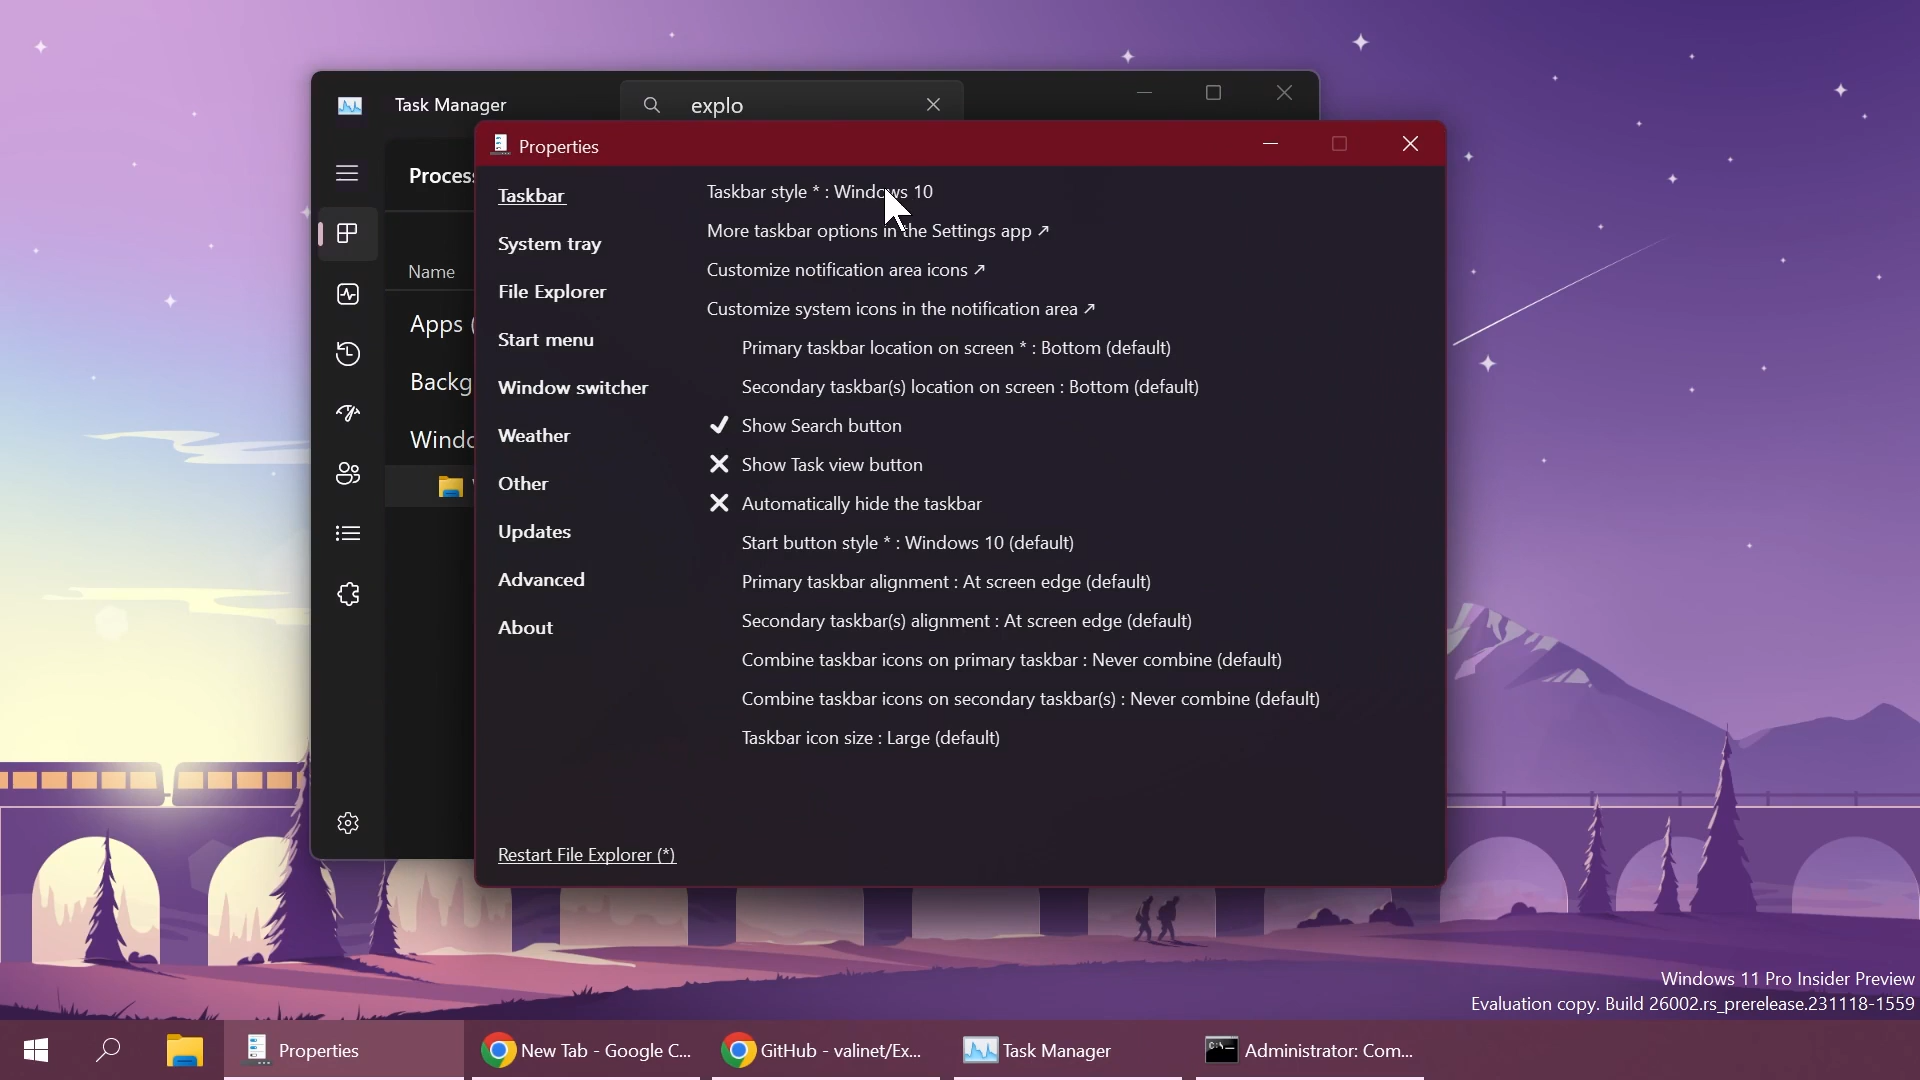 Task Manager
explo
Properties
Process
Name
Apps (
Backg
Windo
Taskbar
System tray
File Explorer
Start menu
Window switcher
Weather
Other
Updates
Advanced
About
Restart File Explorer (*)
Taskbar style * : Windows 10
More taskbar options in the Settings app ↗
Customize notification area icons ↗
Customize system icons in the notification area ↗
Primary taskbar location on screen * : Bottom (default)
Secondary taskbar(s) location on screen : Bottom (default)
Show Search button
Show Task view button
Automatically hide the taskbar
Start button style * : Windows 10 (default)
Primary taskbar alignment : At screen edge (default)
Secondary taskbar(s) alignment : At screen edge (default)
Combine taskbar icons on primary taskbar : Never combine (default)
Combine taskbar icons on secondary taskbar(s) : Never combine (default)
Taskbar icon size : Large (default)
Windows 11 Pro Insider Preview
Evaluation copy. Build 26002.rs_prerelease.231118-1559
Properties
New Tab - Google C...
GitHub - valinet/Ex...
Task Manager
Administrator: Com...